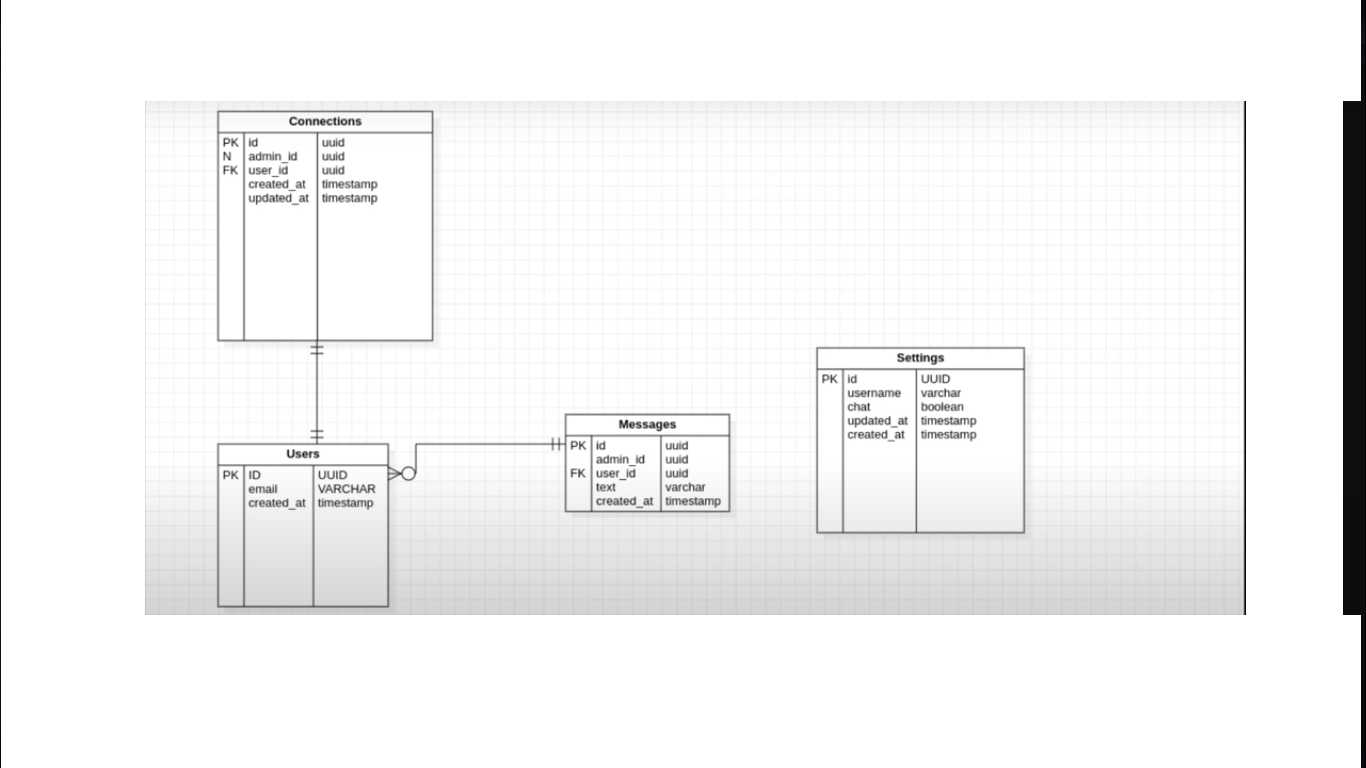 Connections
PK id uuid
N admin_id uuid
FK user_id uuid
created_at timestamp
updated_at timestamp
Users
PK ID UUID
email VARCHAR
created_at timestamp
Messages
PK id uuid
admin_id uuid
FK user_id uuid
text varchar
created_at timestamp
Settings
PK id UUID
username varchar
chat boolean
updated_at timestamp
created_at timestamp